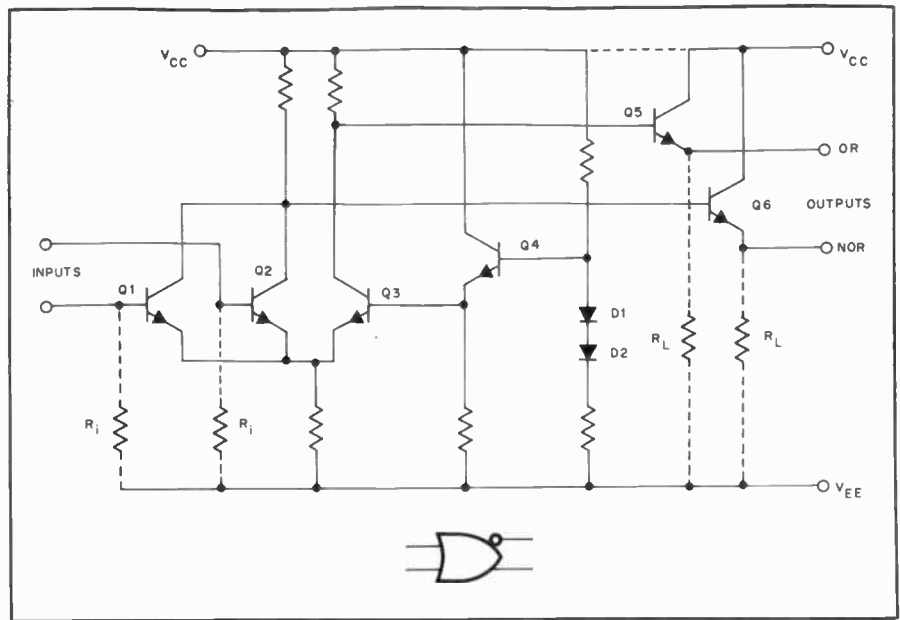 VCC
VCC
Q5
OR
Q6
OUTPUTS
Q4
NOR
INPUTS
Q2
Q1
Q3
D1
D2
RL
RL
Ri
Ri
VEE